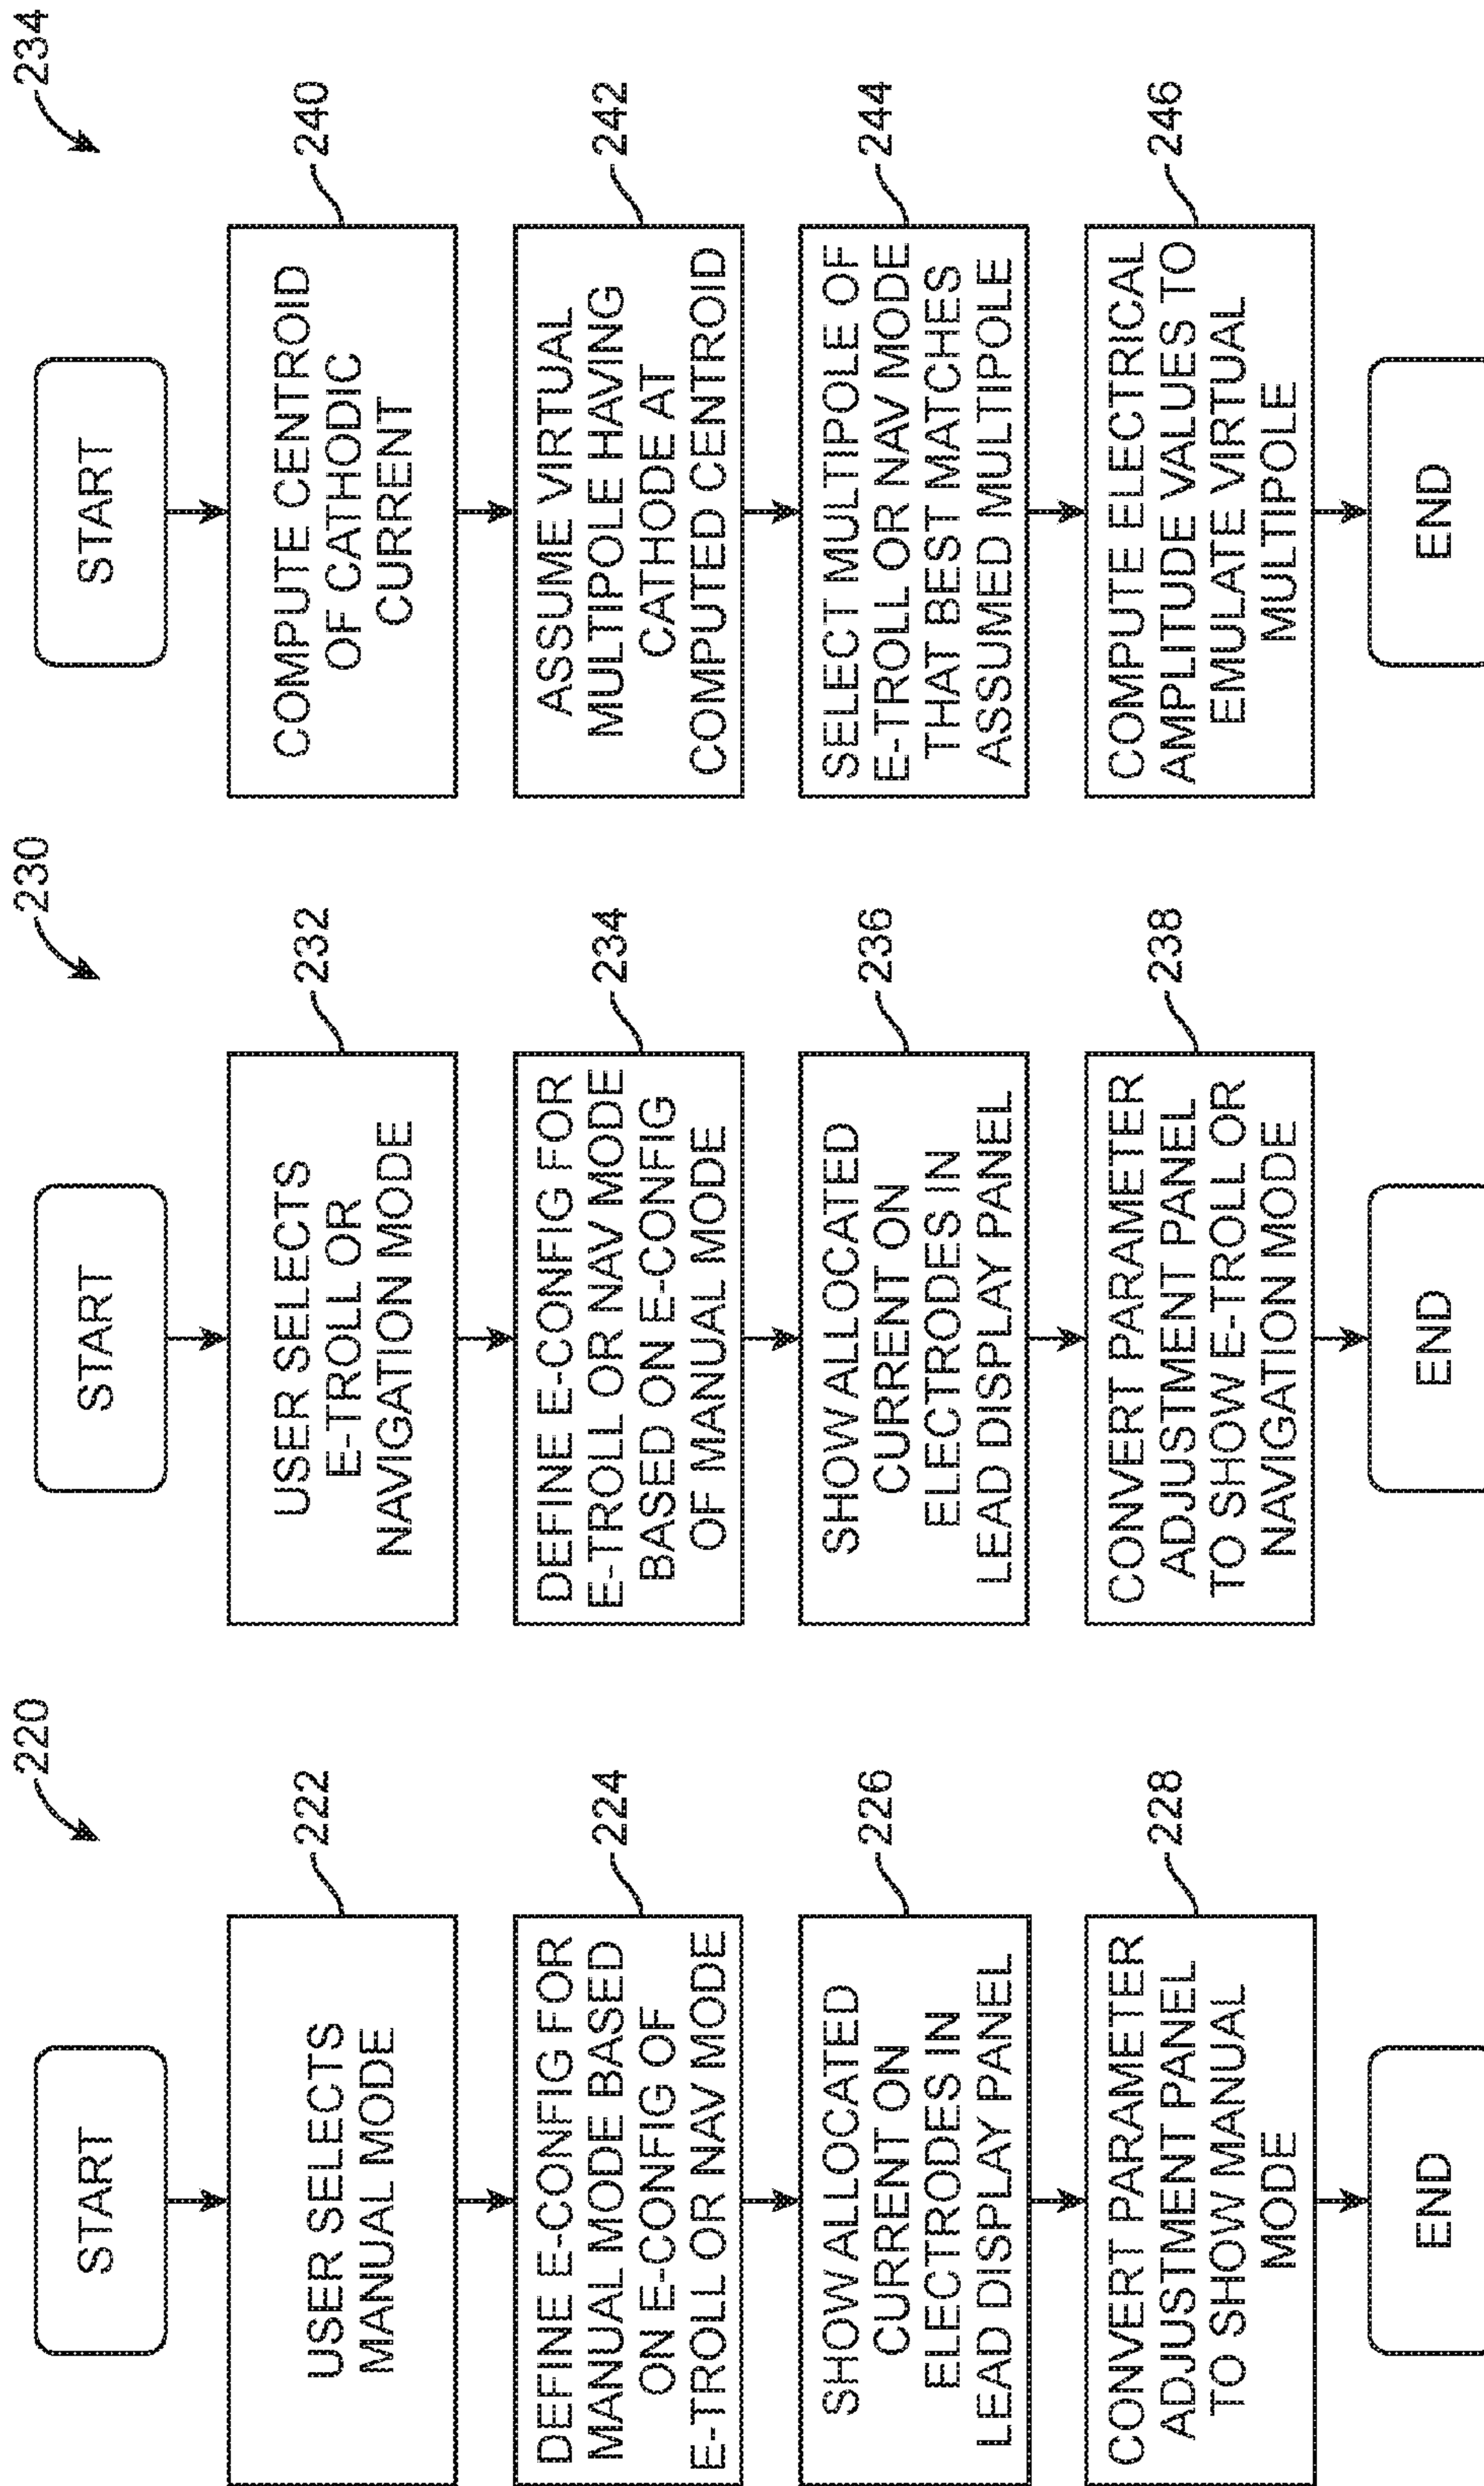 220
START
USER SELECTS
MANUAL MODE
222
DEFINE E-CONFIG FOR
MANUAL MODE BASED
ON E-CONFIG OF
E-TROLL OR NAV MODE
224
SHOW ALLOCATED
CURRENT ON
ELECTRODES IN
LEAD DISPLAY PANEL
226
CONVERT PARAMETER
ADJUSTMENT PANEL
TO SHOW MANUAL
MODE
228
END
230
START
USER SELECTS
E-TROLL OR
NAVIGATION MODE
232
DEFINE E-CONFIG FOR
E-TROLL OR NAV MODE
BASED ON E-CONFIG
OF MANUAL MODE
234
SHOW ALLOCATED
CURRENT ON
ELECTRODES IN
LEAD DISPLAY PANEL
236
CONVERT PARAMETER
ADJUSTMENT PANEL
TO SHOW E-TROLL OR
NAVIGATION MODE
238
END
234
START
COMPUTE CENTROID
OF CATHODIC
CURRENT
240
ASSUME VIRTUAL
MULTIPOLE HAVING
CATHODE AT
COMPUTED CENTROID
242
SELECT MULTIPOLE OF
E-TROLL OR NAV MODE
THAT BEST MATCHES
ASSUMED MULTIPOLE
244
COMPUTE ELECTRICAL
AMPLITUDE VALUES TO
EMULATE VIRTUAL
MULTIPOLE
246
END